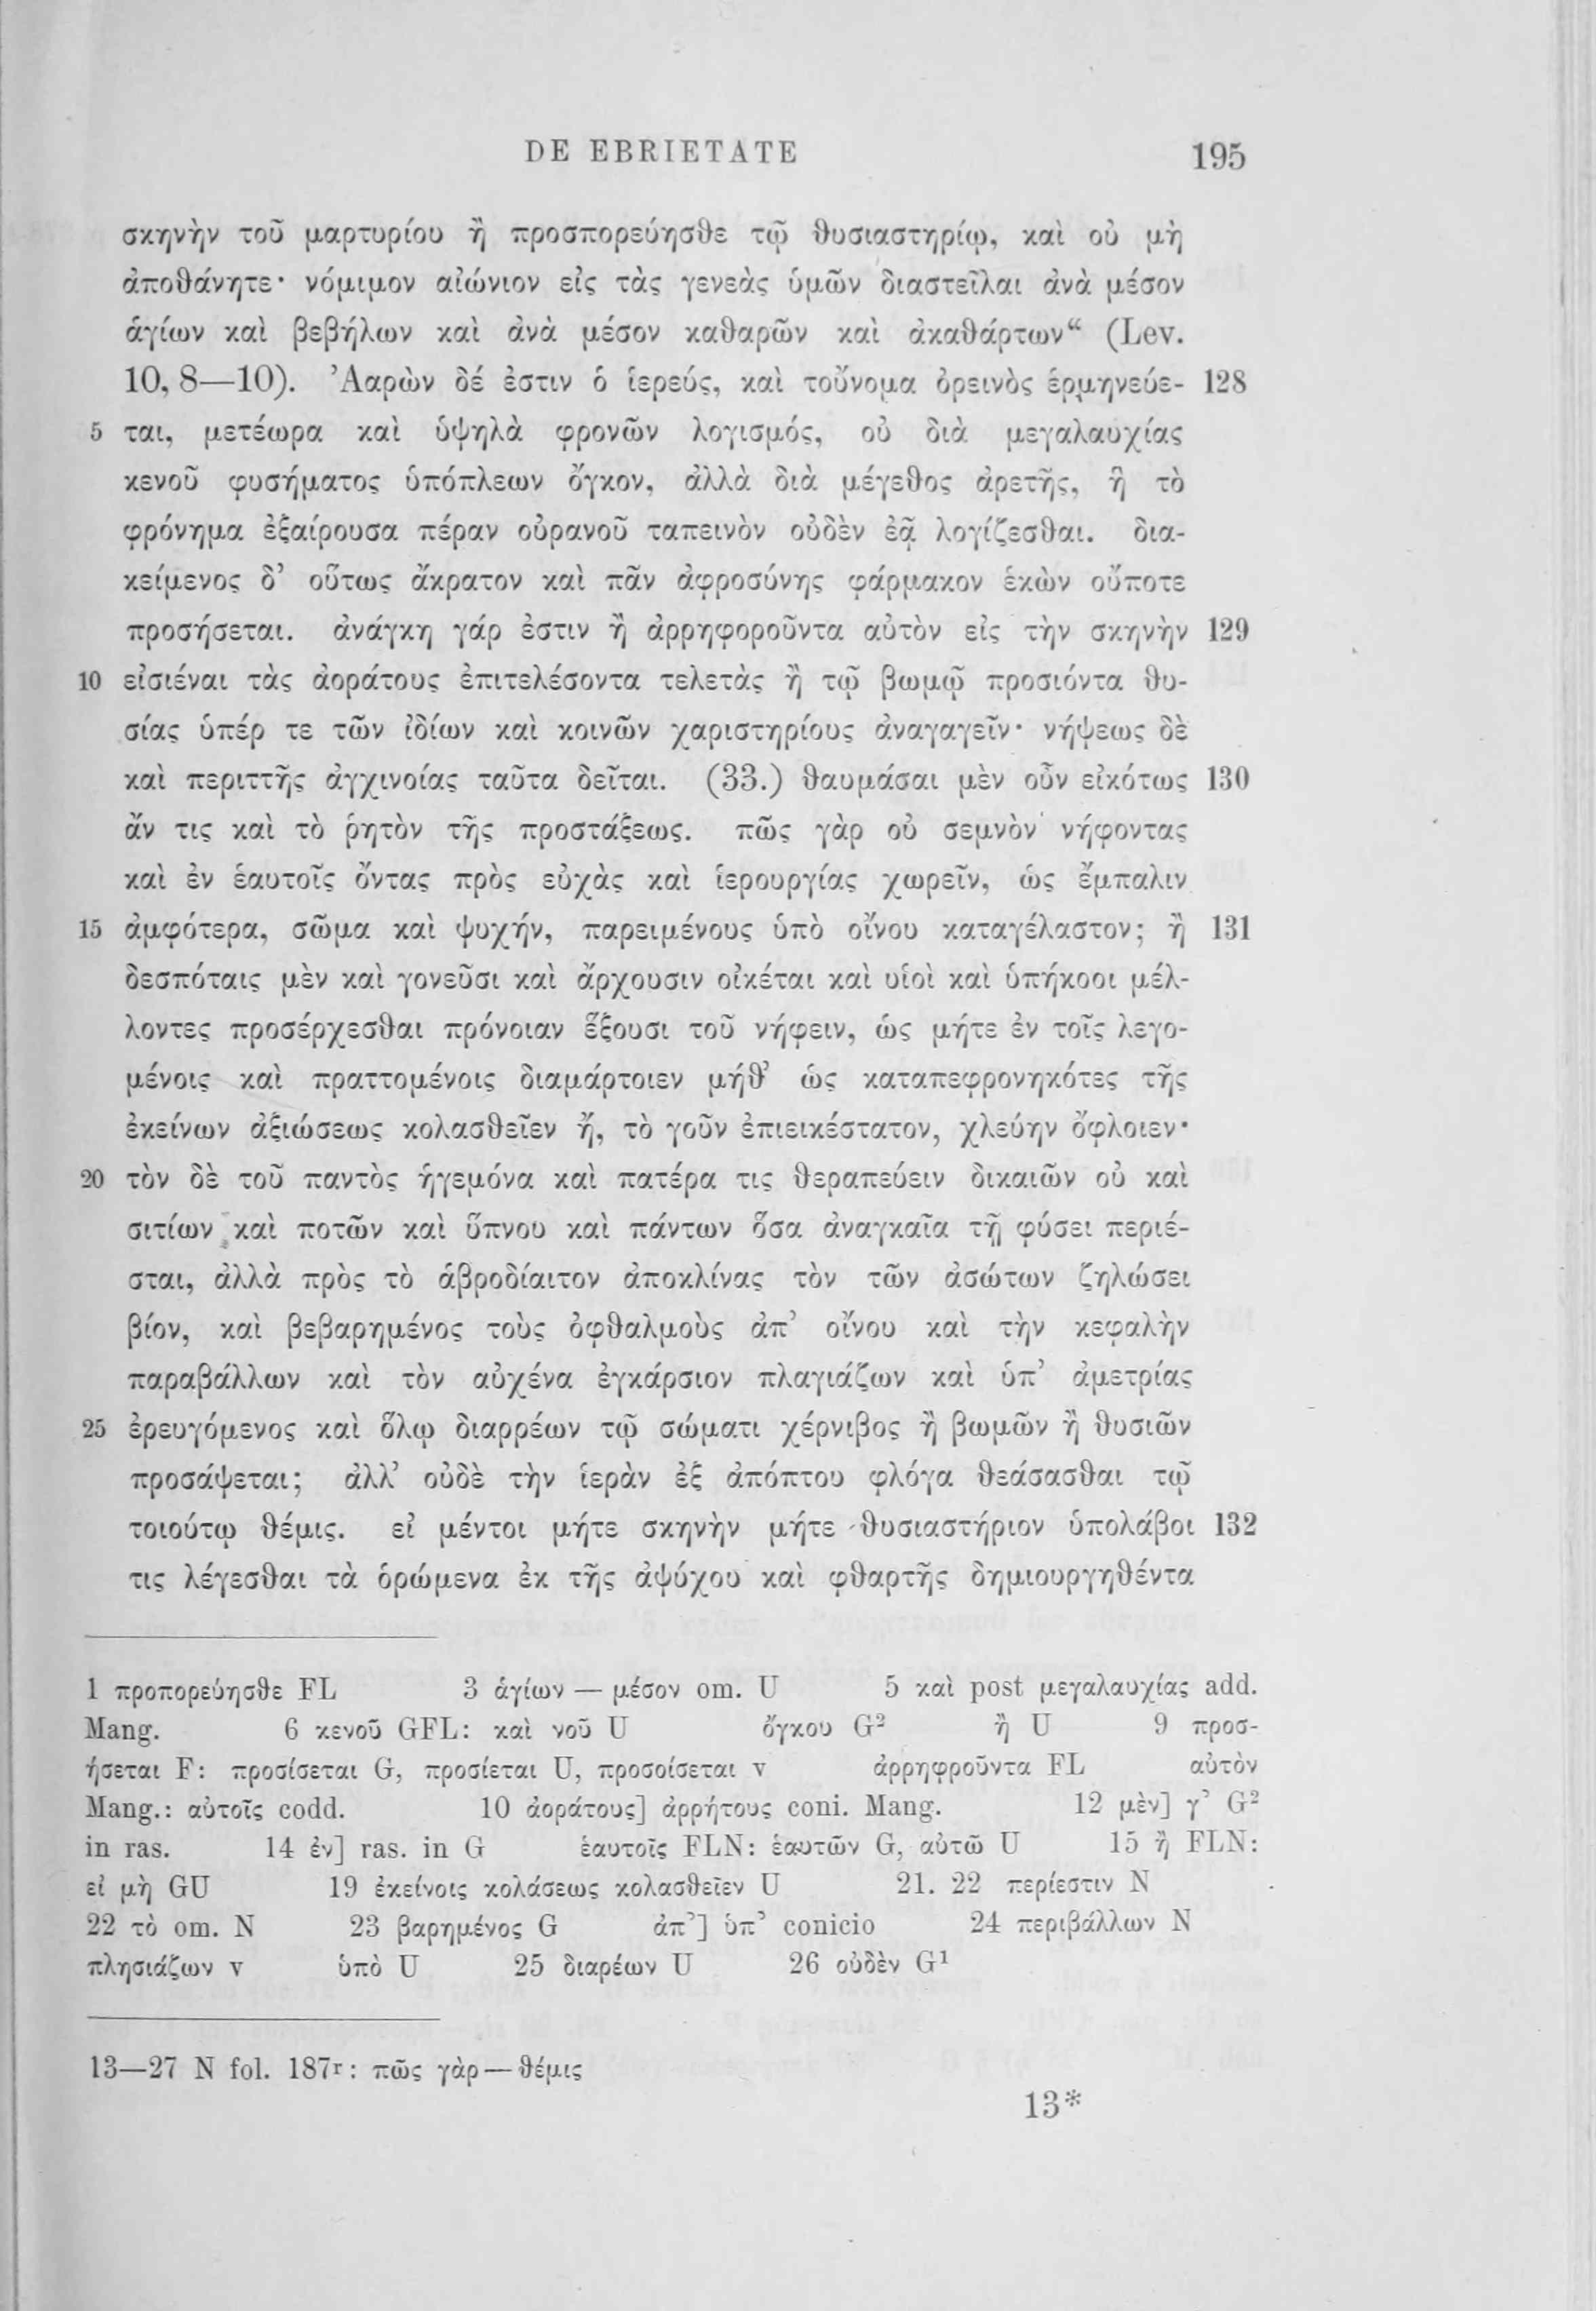 DE EBRIETATE 195
σκηνὴν τοῦ μαρτυρίου ἢ προσπορεύησθε τῷ θυσιαστηρίῳ, καὶ οὐ μὴ
ἀποθάνητε· νόμιμον αἰώνιον εἰς τὰς γενεὰς ὑμῶν διαστεῖλαι ἀνὰ μέσον
ἁγίων καὶ βεβήλων καὶ ἀνὰ μέσον καθαρῶν καὶ ἀκαθάρτων“ (Lev.
10, 8—10). Ἀαρὼν δέ ἐστιν ὁ ἱερεύς, καὶ τοὔνομα ὀρεινὸς ἑρμηνεύε- 128
5 ται, μετέωρα καὶ ὑψηλὰ φρονῶν λογισμός, οὐ διὰ μεγαλαυχίας
κενοῦ φυσήματος ὑπόπλεων ὄγκον, ἀλλὰ διὰ μέγεθος ἀρετῆς, ἣ τὸ
φρόνημα ἐξαίρουσα πέραν οὐρανοῦ ταπεινὸν οὐδὲν ἐᾷ λογίζεσθαι. δια-
κείμενος δ’ οὕτως ἄκρατον καὶ πᾶν ἀφροσύνης φάρμακον ἑκὼν οὔποτε
προσήσεται. ἀνάγκη γάρ ἐστιν ἢ ἀρρηφοροῦντα αὐτὸν εἰς τὴν σκηνὴν 129
10 εἰσιέναι τὰς ἀοράτους ἐπιτελέσοντα τελετὰς ἢ τῷ βωμῷ προσιόντα θυ-
σίας ὑπέρ τε τῶν ἰδίων καὶ κοινῶν χαριστηρίους ἀναγαγεῖν· νήψεως δὲ
καὶ περιττῆς ἀγχινοίας ταῦτα δεῖται. (33.) θαυμάσαι μὲν οὖν εἰκότως 130
ἄν τις καὶ τὸ ῥητὸν τῆς προστάξεως. πῶς γὰρ οὐ σεμνὸν νήφοντας
καὶ ἐν ἑαυτοῖς ὄντας πρὸς εὐχὰς καὶ ἱερουργίας χωρεῖν, ὡς ἔμπαλιν
15 ἀμφότερα, σῶμα καὶ ψυχήν, παρειμένους ὑπὸ οἴνου καταγέλαστον; ἢ 131
δεσπόταις μὲν καὶ γονεῦσι καὶ ἄρχουσιν οἰκέται καὶ υἱοὶ καὶ ὑπήκοοι μέλ-
λοντες προσέρχεσθαι πρόνοιαν ἕξουσι τοῦ νήφειν, ὡς μήτε ἐν τοῖς λεγο-
μένοις καὶ πραττομένοις διαμάρτοιεν μήθ’ ὡς καταπεφρονηκότες τῆς
ἐκείνων ἀξιώσεως κολασθεῖεν ἤ, τὸ γοῦν ἐπιεικέστατον, χλεύην ὄφλοιεν·
20 τὸν δὲ τοῦ παντὸς ἡγεμόνα καὶ πατέρα τις θεραπεύειν δικαιῶν οὐ καὶ
σιτίων καὶ ποτῶν καὶ ὕπνου καὶ πάντων ὅσα ἀναγκαῖα τῇ φύσει περιέ-
σται, ἀλλὰ πρὸς τὸ ἁβροδίαιτον ἀποκλίνας τὸν τῶν ἀσώτων ζηλώσει
βίον, καὶ βεβαρημένος τοὺς ὀφθαλμοὺς ἀπ’ οἴνου καὶ τὴν κεφαλὴν
παραβάλλων καὶ τὸν αὐχένα ἐγκάρσιον πλαγιάζων καὶ ὑπ’ ἀμετρίας
25 ἐρευγόμενος καὶ ὅλῳ διαρρέων τῷ σώματι χέρνιβος ἢ βωμῶν ἢ θυσιῶν
προσάψεται; ἀλλ’ οὐδὲ τὴν ἱερὰν ἐξ ἀπόπτου φλόγα θεάσασθαι τῷ
τοιούτῳ θέμις. εἰ μέντοι μήτε σκηνὴν μήτε θυσιαστήριον ὑπολάβοι 132
τις λέγεσθαι τὰ ὁρώμενα ἐκ τῆς ἀψύχου καὶ φθαρτῆς δημιουργηθέντα
1 προπορεύησθε FL 3 ἁγίων — μέσον om. U 5 καὶ post μεγαλαυχίας add.
Mang. 6 κενοῦ GFL: καὶ νοῦ U ὄγκου G² ἢ U 9 προσ-
ήσεται F: προσίσεται G, προσίεται U, προσοίσεται v ἀρρηφροῦντα FL αὐτὸν
Mang.: αὐτοῖς codd. 10 ἀοράτους] ἀρρήτους coni. Mang. 12 μὲν] γ’ G²
in ras. 14 ἐν] ras. in G ἑαυτοῖς FLN: ἑαυτῶν G, αὐτῶ U 15 ἢ FLN:
εἰ μὴ GU 19 ἐκείνοις κολάσεως κολασθεῖεν U 21. 22 περίεστιν N
22 τὸ om. N 23 βαρημένος G ἀπ’] ὑπ’ conicio 24 περιβάλλων N
πλησιάζων v ὑπὸ U 25 διαρέων U 26 οὐδὲν G¹
13—27 N fol. 187r: πῶς γὰρ — θέμις
13*